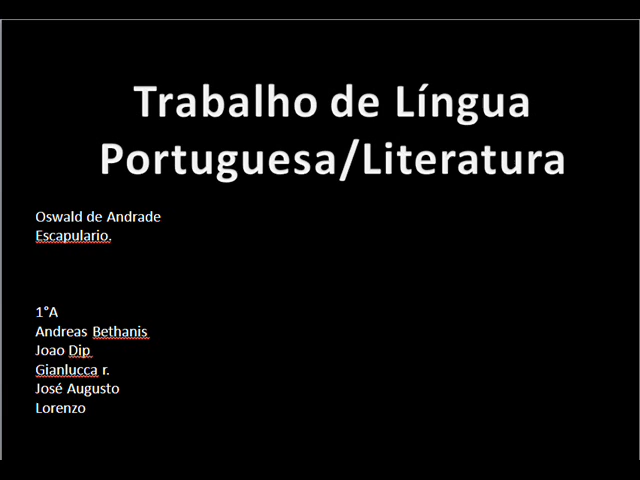 Trabalho de Língua
Portuguesa/Literatura
Oswald de Andrade
Escapulario.
1°A
Andreas Bethanis
Joao Dip
Gianlucca r.
José Augusto
Lorenzo